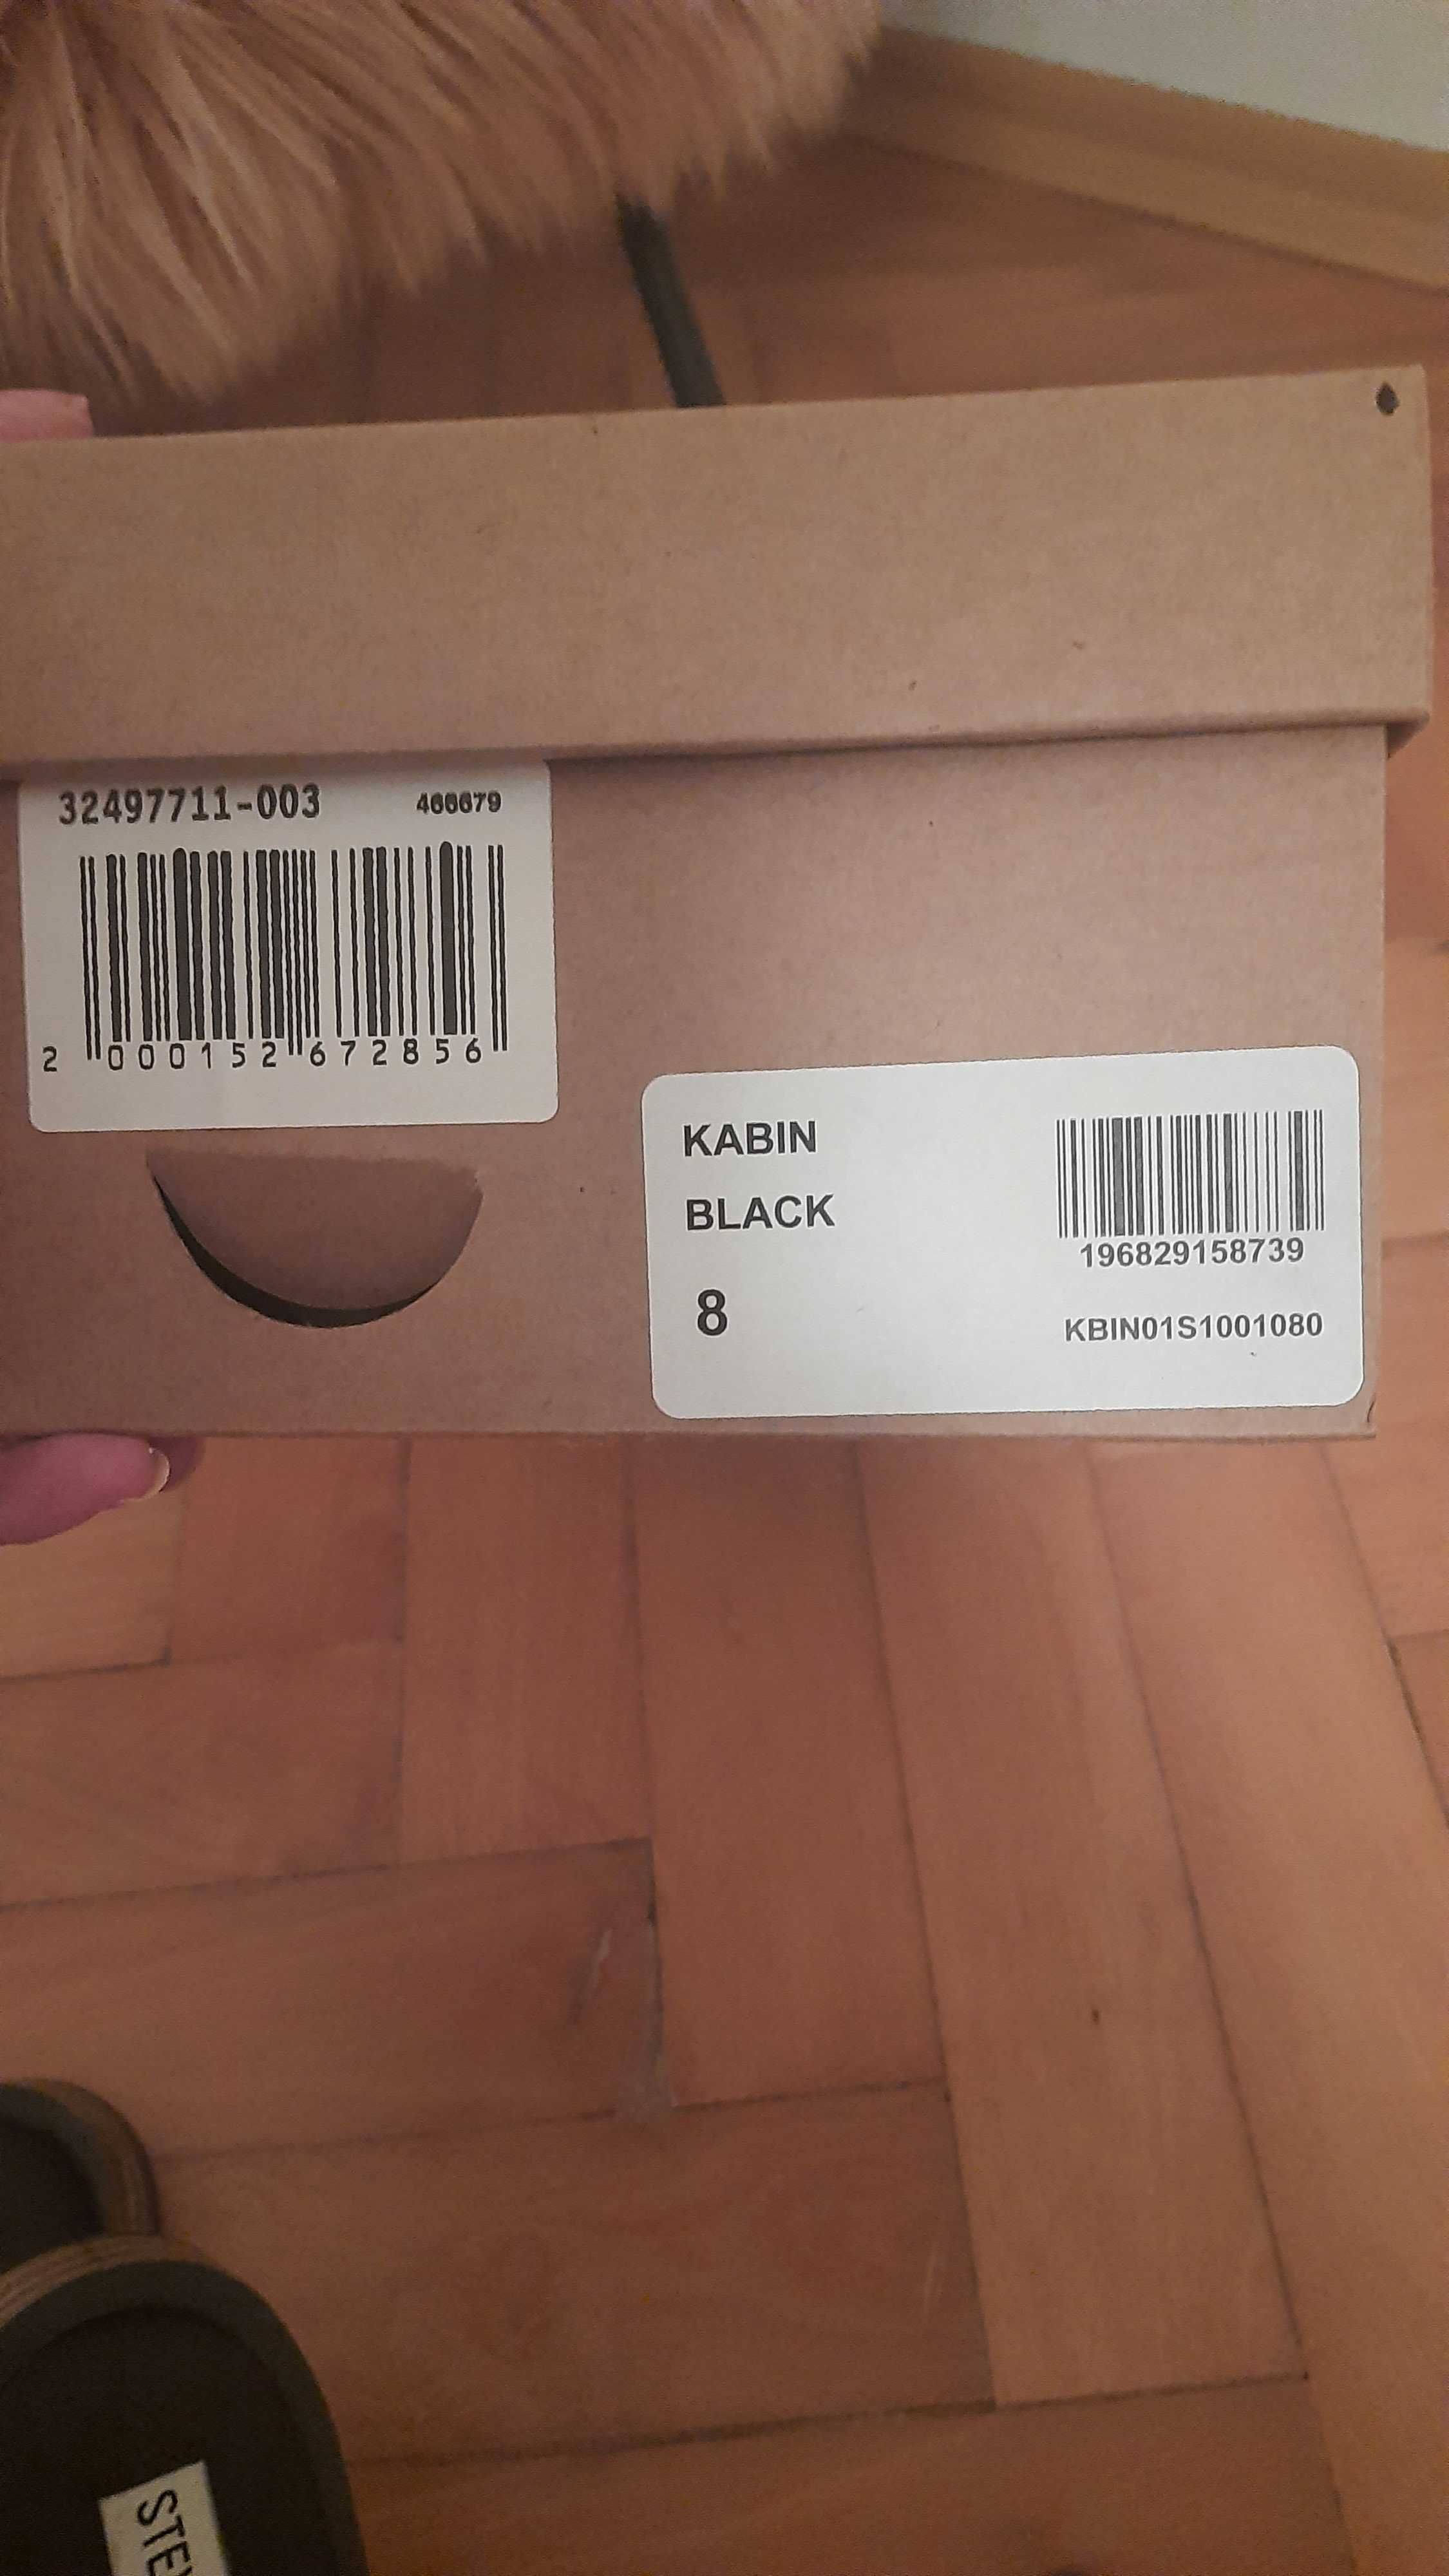 32497711-003 466679
2 000152 672856
KABIN
BLACK
8
196829158739
KBIN01S1001080